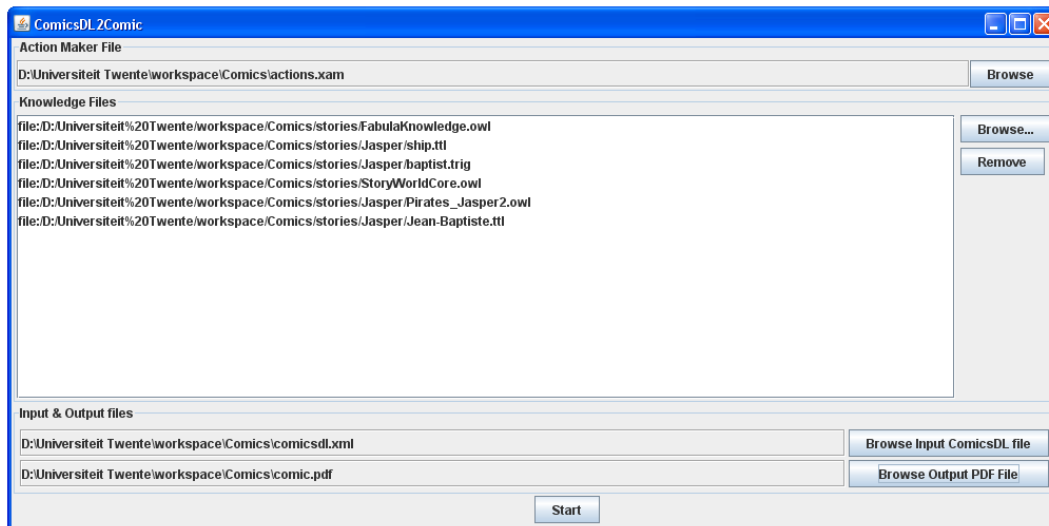 ComicsDL2Comic
Action Maker File
D:\Universiteit Twente\workspace\Comics\actions.xam
Browse
Knowledge Files
file:/D:/Universiteit%20Twente/workspace/Comics/stories/FabulaKnowledge.owl
Browse...
file:/D:/Universiteit%20Twente/workspace/Comics/stories/Jasper/ship.ttl
file:/D:/Universiteit%20Twente/workspace/Comics/stories/Jasper/baptist.trig
Remove
file:/D:/Universiteit%20Twente/workspace/Comics/stories/StoryWorldCore.owl
file:/D:/Universiteit%20Twente/workspace/Comics/stories/Jasper/Pirates_Jasper2.owl
file:/D:/Universiteit%20Twente/workspace/Comics/stories/Jasper/Jean-Baptiste.ttl
Input & Output files
D:\Universiteit Twente\workspace\Comics\comicsdl.xml
Browse Input ComicsDL file
D:\Universiteit Twente\workspace\Comics\comic.pdf
Browse Output PDF File
Start